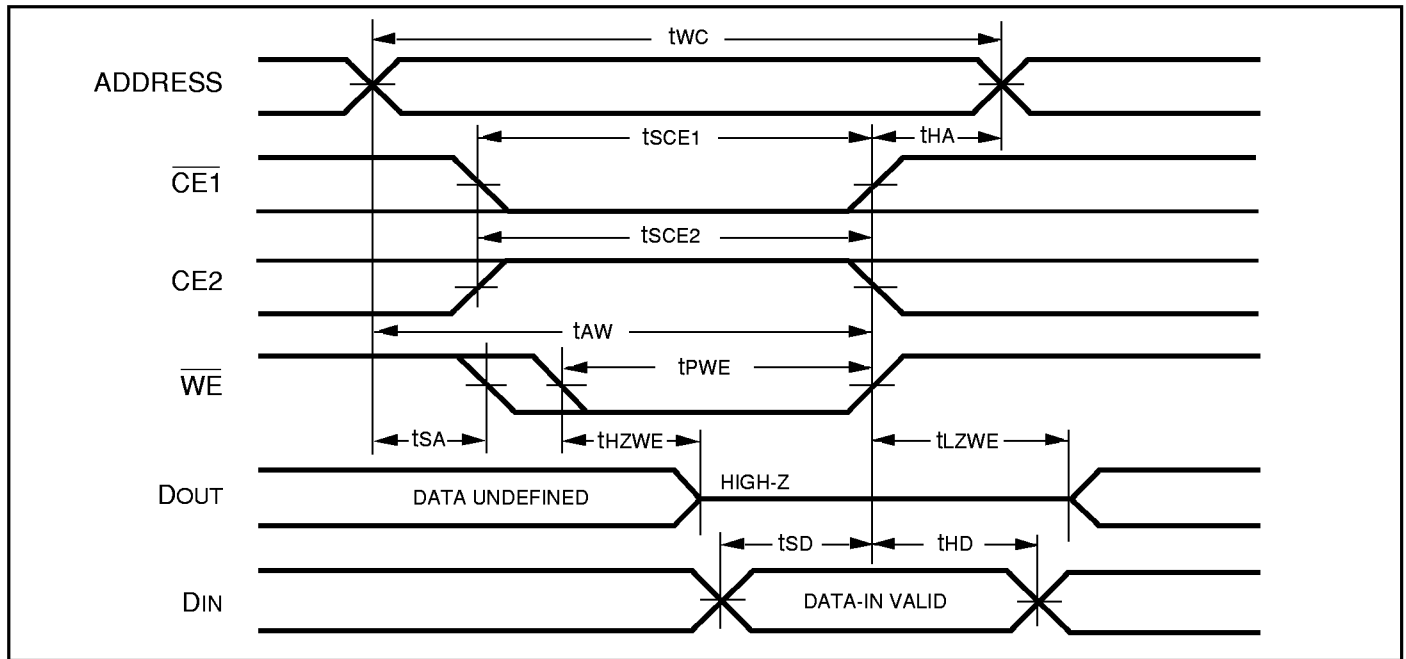 tWC
ADDRESS
tSCE1
tHA
CE1
tSCE2
CE2
tAW
WE
tPWE
tSA
tHZWE
tLZWE
DOUT
DATA UNDEFINED
HIGH-Z
tSD
tHD
DIN
DATA-IN VALID